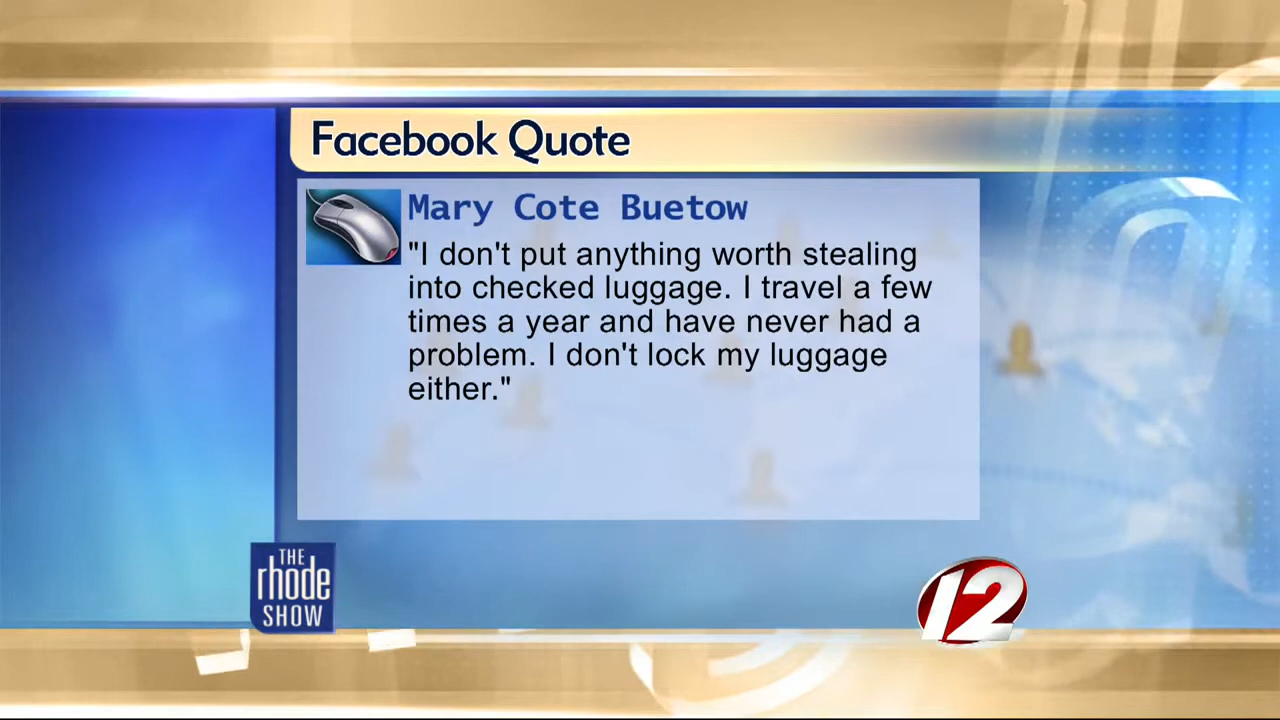 Facebook Quote
Mary Cote Buetow
"I don't put anything worth stealing
into checked luggage. I travel a few
times a year and have never had a
problem. I don't lock my luggage
either."
THE
rhode
SHOW
12